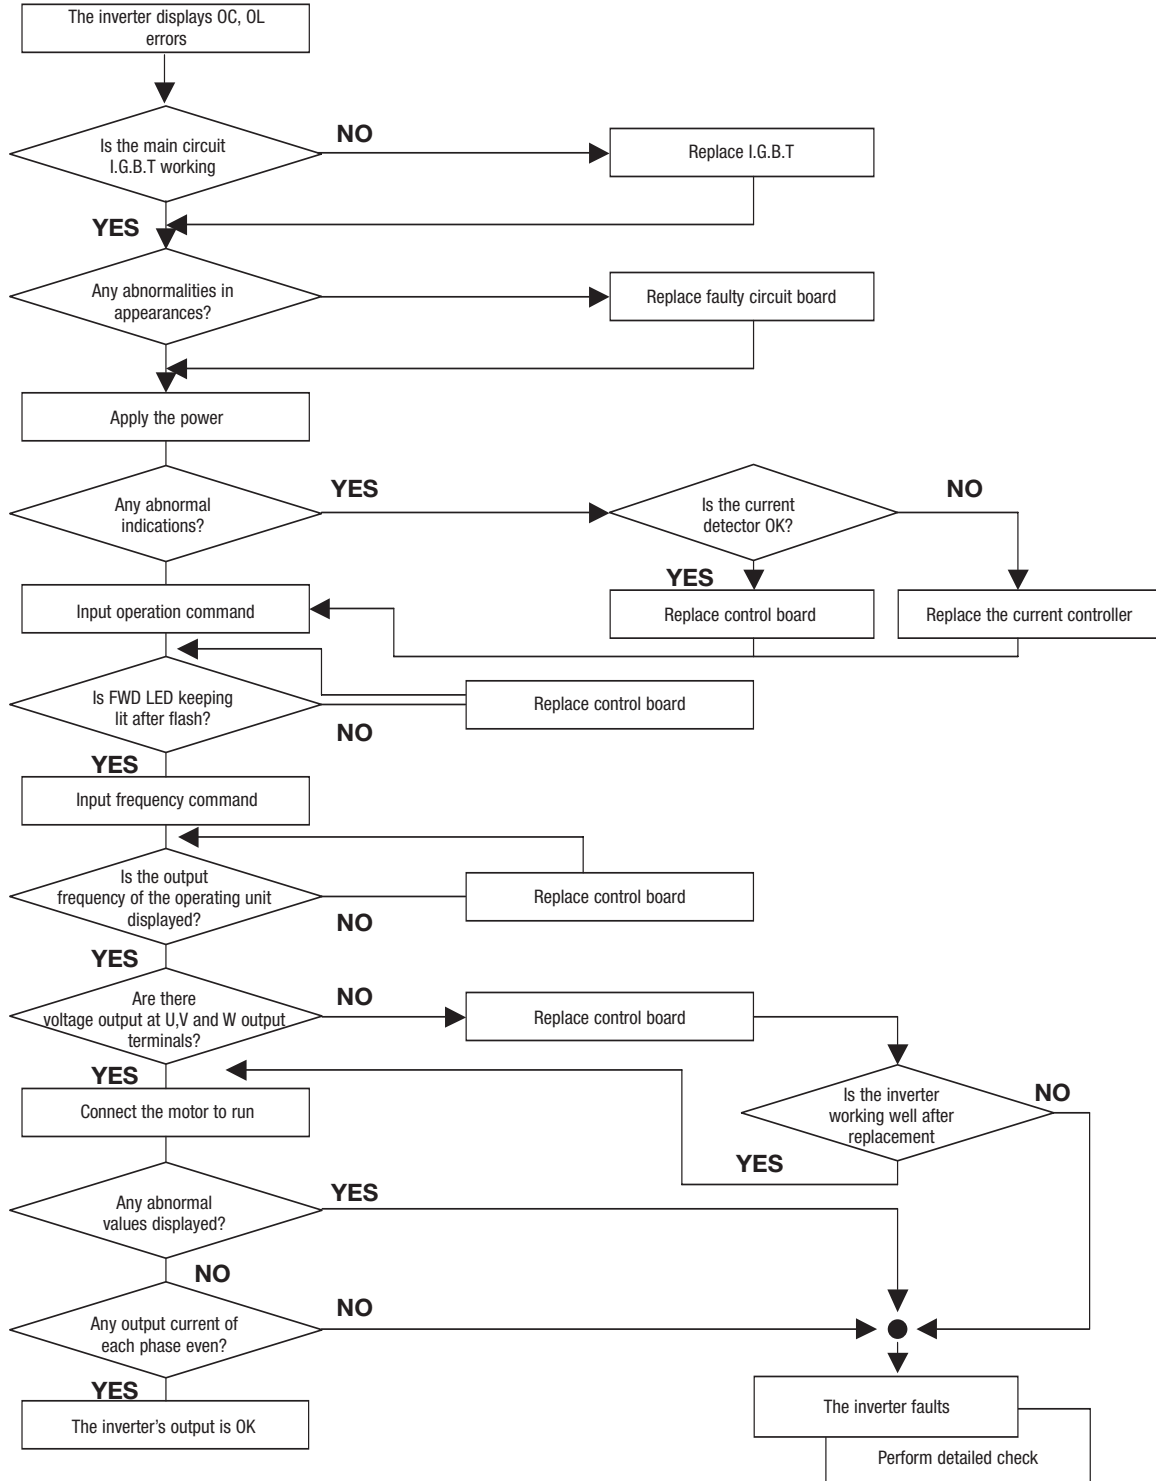 The inverter displays OC, OL
errors
Is the main circuit
I.G.B.T working
NO
Replace I.G.B.T
YES
Any abnormalities in
appearances?
Replace faulty circuit board
Apply the power
Any abnormal
indications?
YES
Is the current
detector OK?
NO
YES
Input operation command
Replace control board
Replace the current controller
Is FWD LED keeping
lit after flash?
NO
Replace control board
YES
Input frequency command
Is the output
frequency of the operating unit
displayed?
NO
Replace control board
YES
Are there
voltage output at U,V and W output
terminals?
NO
Replace control board
YES
Connect the motor to run
Is the inverter
working well after
replacement
NO
YES
Any abnormal
values displayed?
YES
NO
Any output current of
each phase even?
NO
YES
The inverter’s output is OK
The inverter faults
Perform detailed check